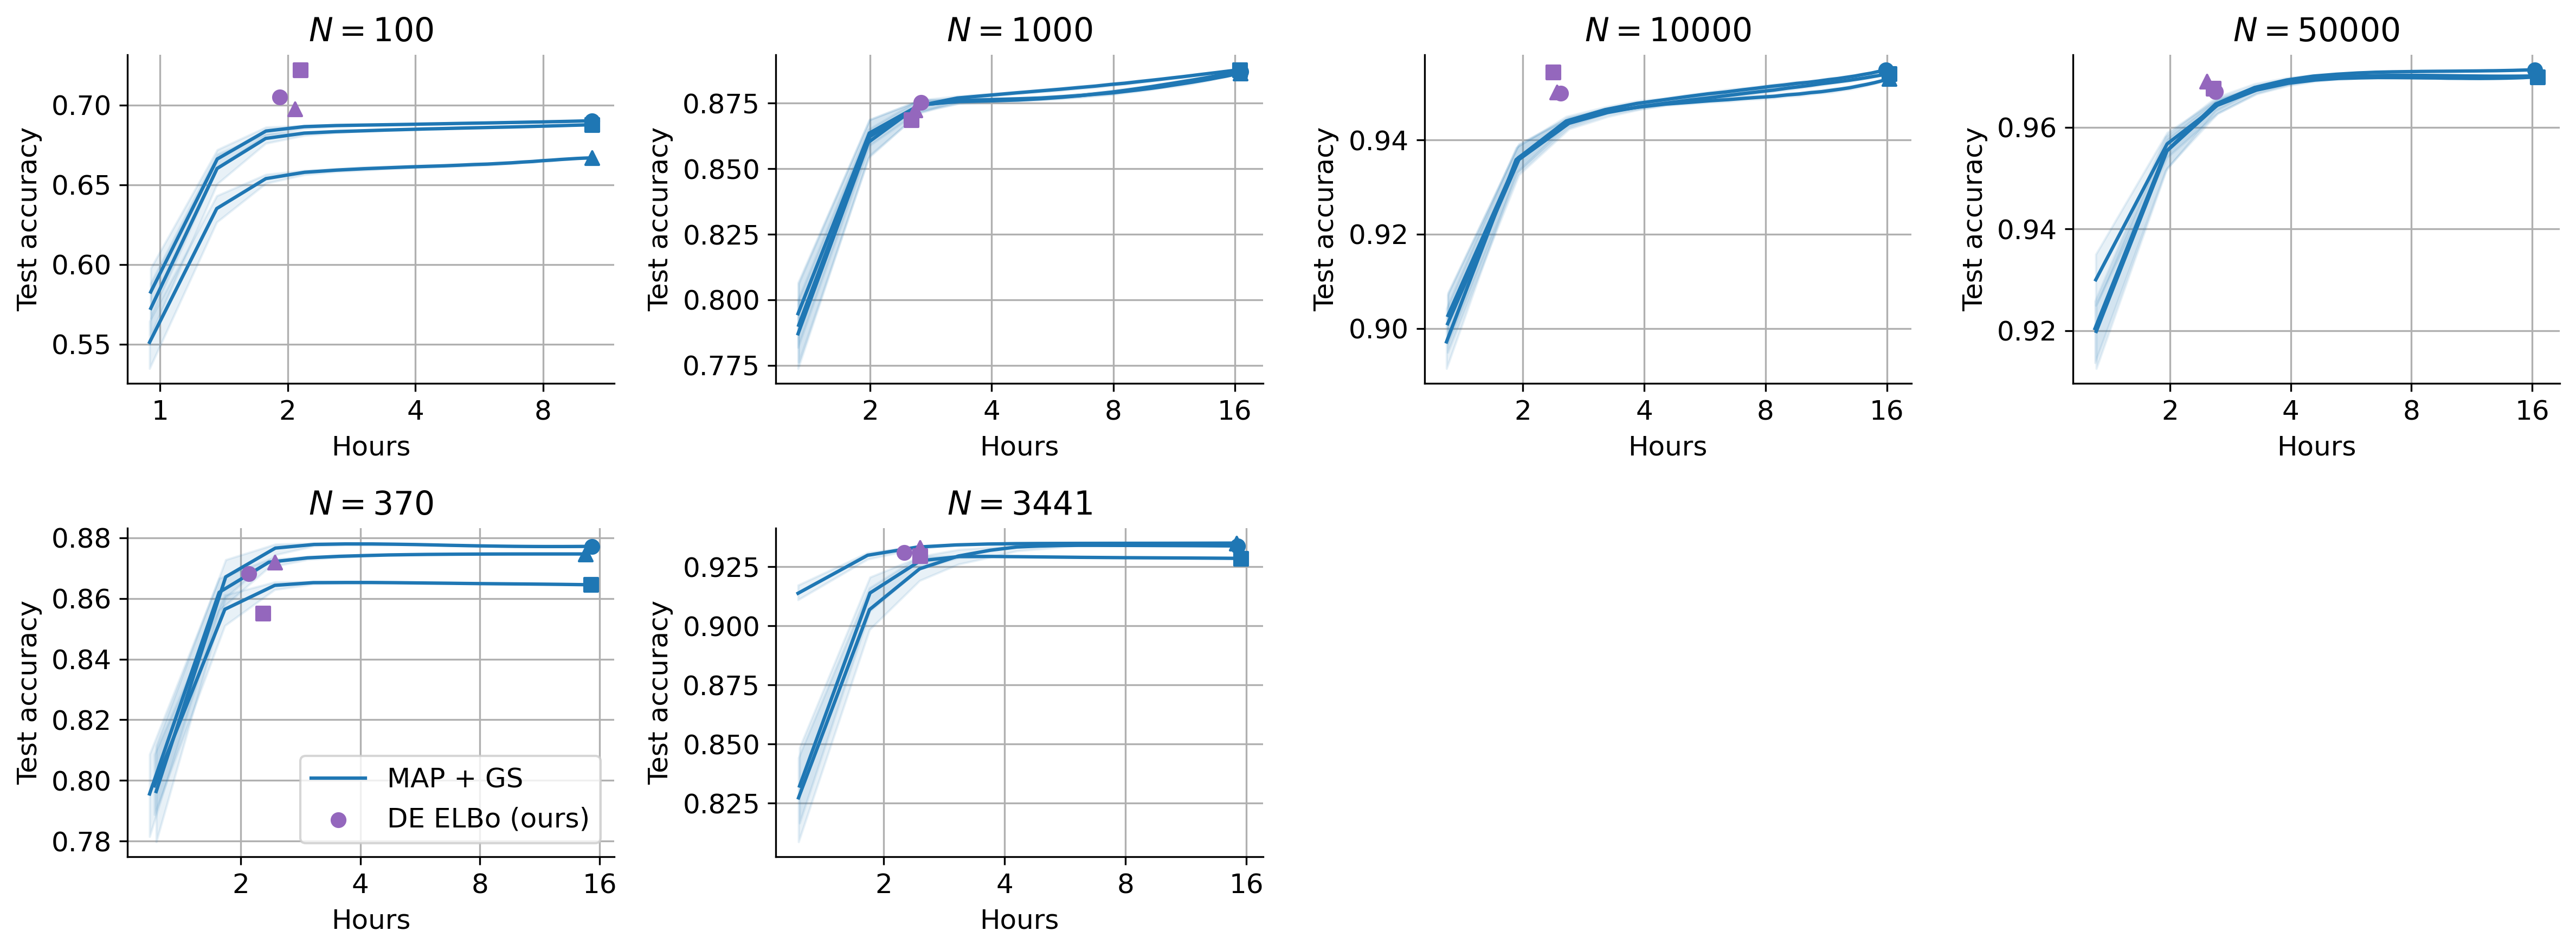 N = 100
N = 1000
N = 10000
N = 50000
Test accuracy
0.70
0.65
0.60
0.55
1 2 4 8
Hours
Test accuracy
0.875
0.850
0.825
0.800
0.775
2 4 8 16
Hours
Test accuracy
0.94
0.92
0.90
2 4 8 16
Hours
Test accuracy
0.96
0.94
0.92
2 4 8 16
Hours
N = 370
N = 3441
Test accuracy
0.88
0.86
0.84
0.82
0.80
0.78
MAP + GS
DE ELBo (ours)
2 4 8 16
Hours
Test accuracy
0.925
0.900
0.875
0.850
0.825
2 4 8 16
Hours